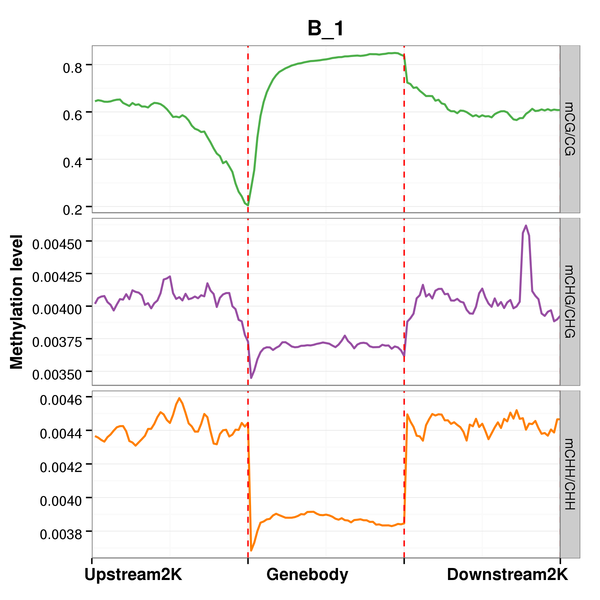 B_1
Methylation level
0.8
0.6
0.4
0.2
mCG/CG
0.00450
0.00425
0.00400
0.00375
0.00350
mCHG/CHG
0.0046
0.0044
0.0042
0.0040
0.0038
mCHH/CHH
Upstream2K Genebody Downstream2K